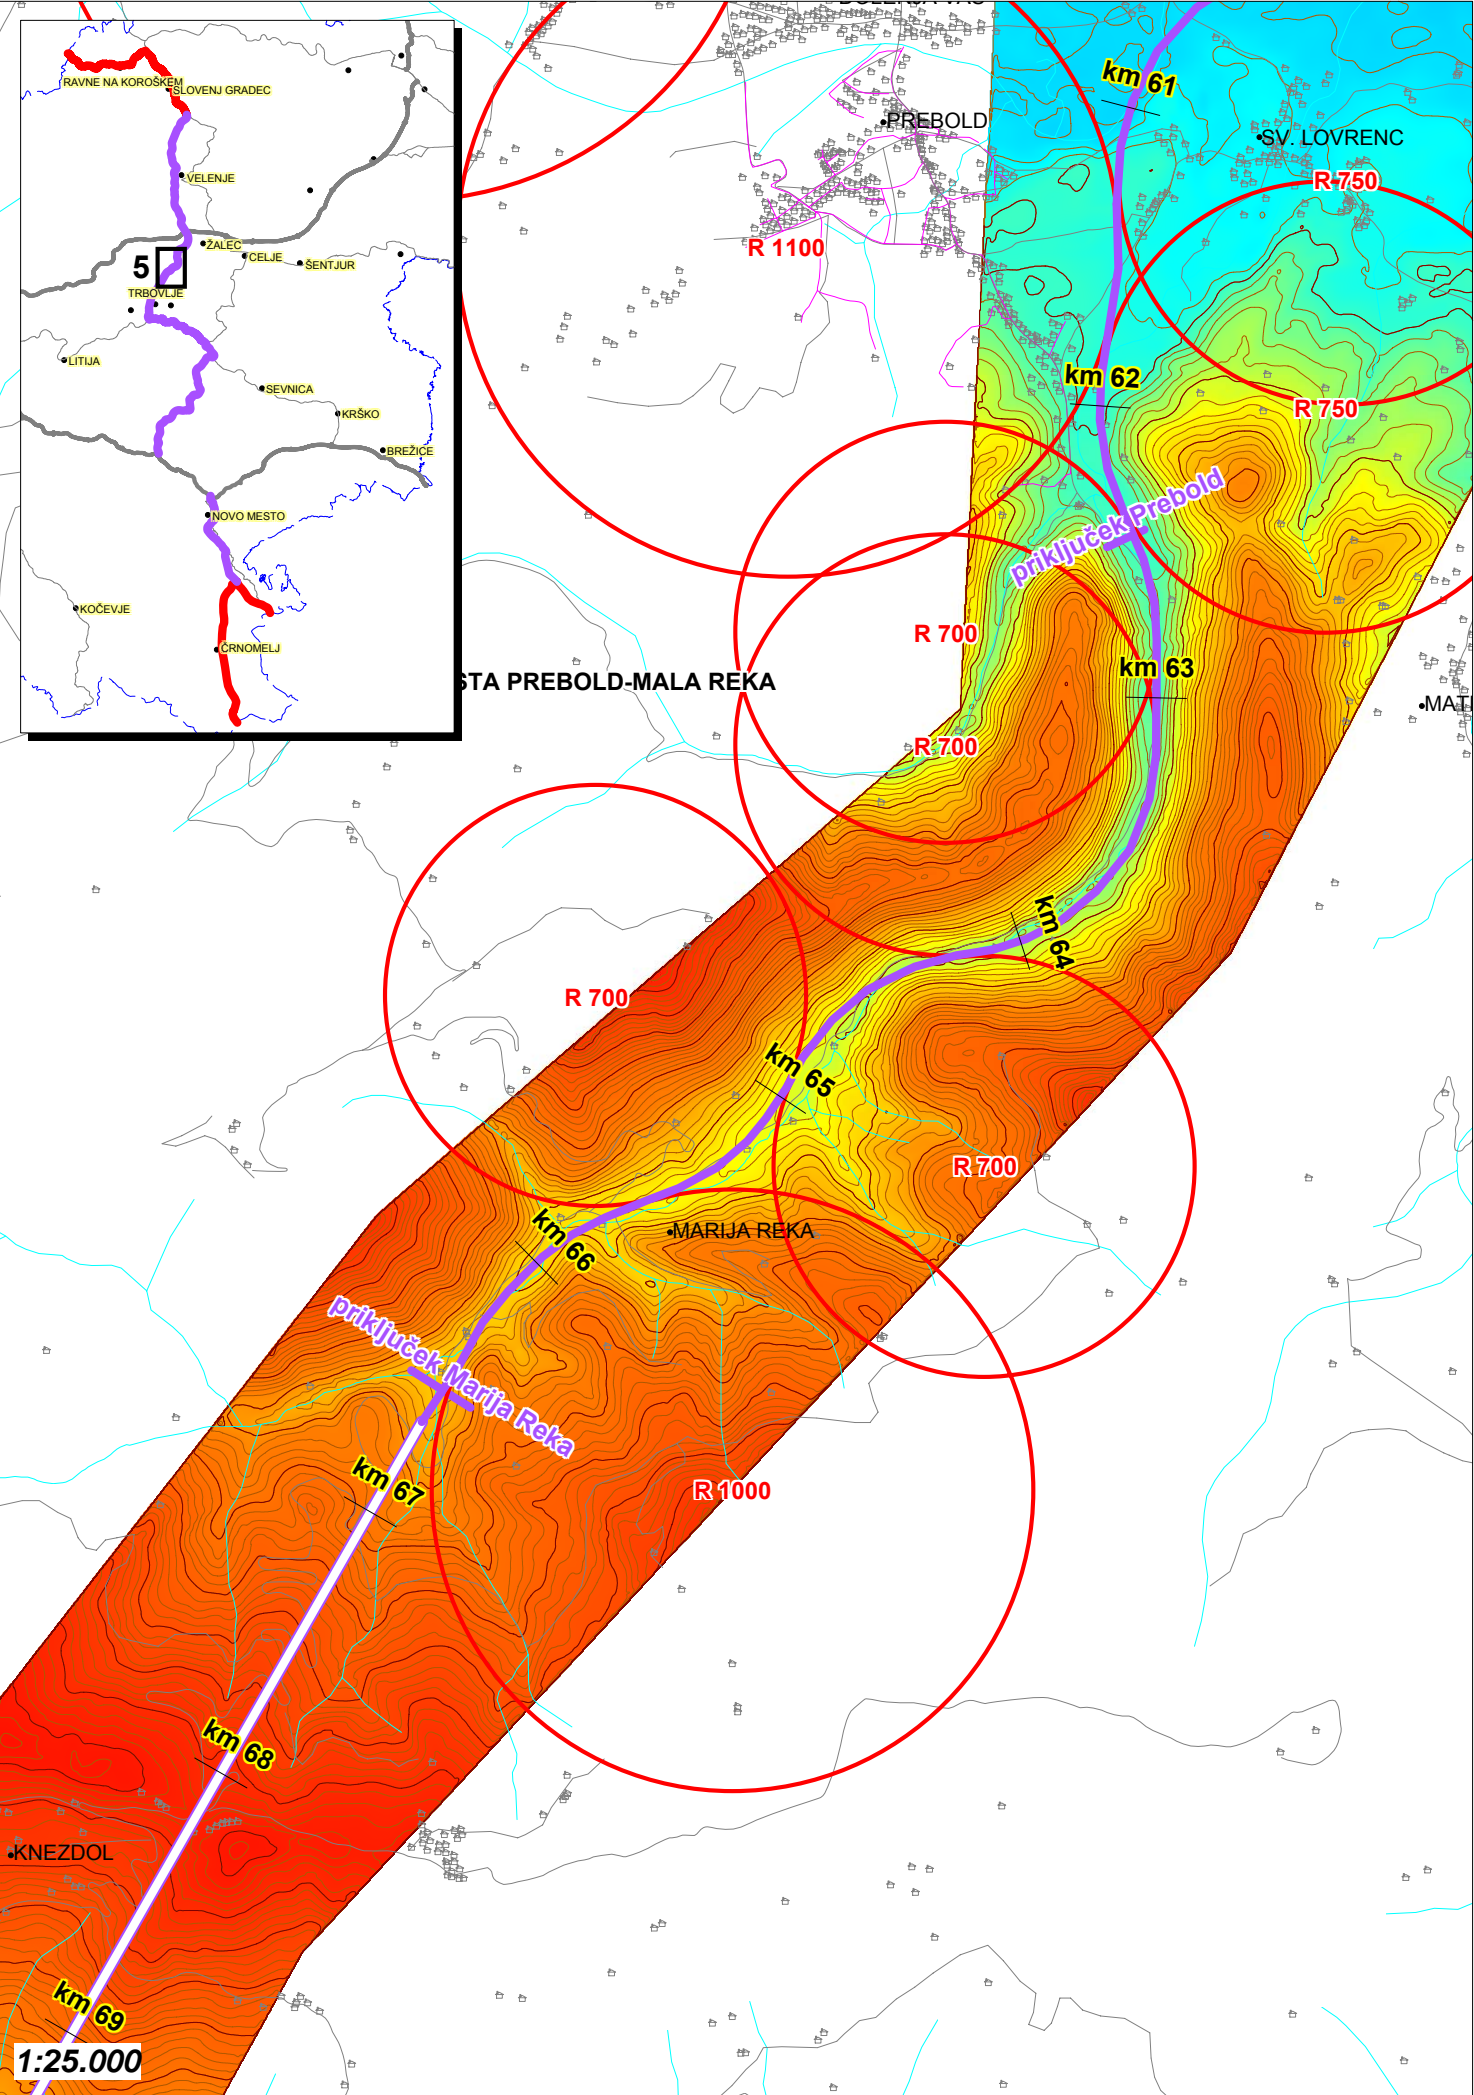 RAVNE NA KOROŠKEM
SLOVENJ GRADEC
VELENJE
ŽALEC
CELJE
ŠENTJUR
5
TRBOVLJE
LITIJA
SEVNICA
KRŠKO
BREŽICE
NOVO MESTO
KOČEVJE
ČRNOMELJ
km 61
PREBOLD
SV. LOVRENC
R 750
R 1100
km 62
R 750
priključek Prebold
R 700
km 63
STA PREBOLD-MALA REKA
R 700
km 64
R 700
km 65
R 700
MARIJA REKA
km 66
priključek Marija Reka
km 67
R 1000
km 68
KNEZDOL
km 69
1:25.000